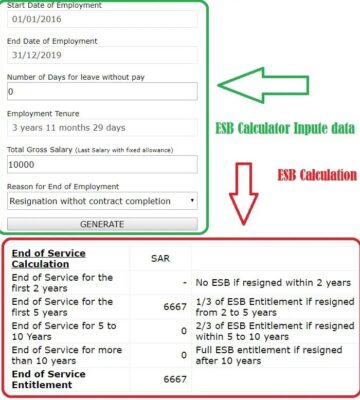 Start Date of Employment
01/01/2016
End Date of Employment
31/12/2019
Number of Days for leave without pay
0
Employment Tenure
3 years 11 months 29 days
Total Gross Salary (Last Salary with fixed allowance)
10000
Reason for End of Employment
Resignation withot contract completion
GENERATE
ESB Calculator Inpute data
ESB Calculation
End of Service
Calculation SAR
End of Service for the
first 2 years - No ESB if resigned within 2 years
End of Service for the
first 5 years 6667 1/3 of ESB Entitlement if resigned
from 2 to 5 years
End of Service for 5 to
10 Years 0 2/3 of ESB Entitlement if resigned
within 5 to 10 years
End of Service for more
than 10 years 0 Full ESB entitlement if resigned
after 10 years
End of Service
Entitlement 6667